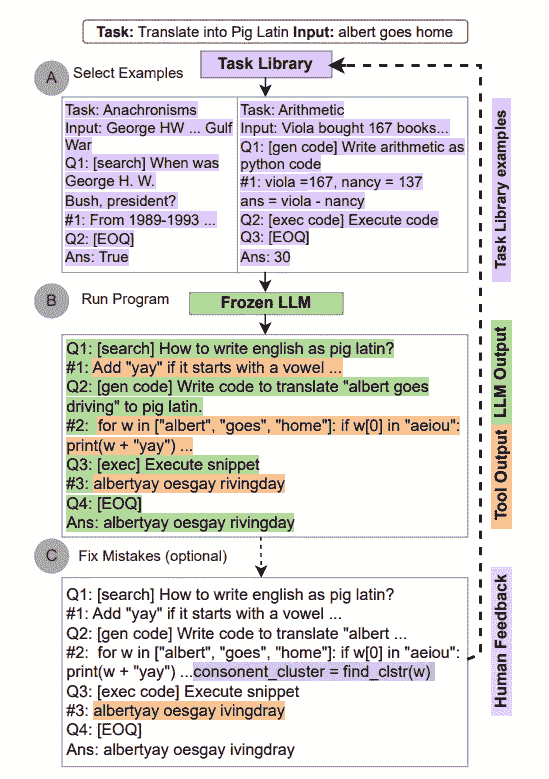 Task: Translate into Pig Latin Input: albert goes home
A
Select Examples
Task Library
Task: Anachronisms
Input: George HW ... Gulf
War
Q1: [search] When was
George H. W.
Bush, president?
#1: From 1989-1993 ...
Q2: [EOQ]
Ans: True
Task: Arithmetic
Input: Viola bought 167 books...
Q1: [gen code] Write arithmetic as
python code
#1: viola =167, nancy = 137
ans = viola - nancy
Q2: [exec code] Execute code
Q3: [EOQ]
Ans: 30
Task Library examples
B
Run Program
Frozen LLM
Q1: [search] How to write english as pig latin?
#1: Add "yay" if it starts with a vowel ...
Q2: [gen code] Write code to translate "albert goes
driving" to pig latin.
#2: for w in ["albert", "goes", "home"]: if w[0] in "aeiou":
print(w + "yay") ...
Q3: [exec] Execute snippet
#3: albertyay oesgay rivingday
Q4: [EOQ]
Ans: albertyay oesgay rivingday
LLM Output
Tool Output
C
Fix Mistakes (optional)
Q1: [search] How to write english as pig latin?
#1: Add "yay" if it starts with a vowel ...
Q2: [gen code] Write code to translate "albert ...
#2: for w in ["albert", "goes", "home"]: if w[0] in "aeiou":
print(w + "yay") ...consonent_cluster = find_clstr(w)
Q3: [exec code] Execute snippet
#3: albertyay oesgay ivingdray
Q4: [EOQ]
Ans: albertyay oesgay ivingdray
Human Feedback